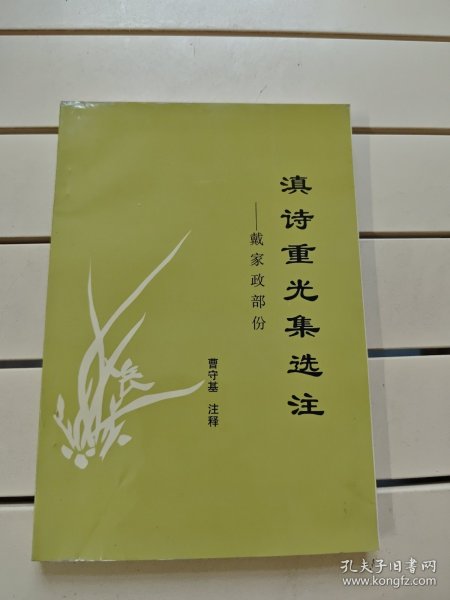 滇诗重光集选注
——戴家政部份
曹守基 注释
孔夫子旧书网
www.kongfz.com